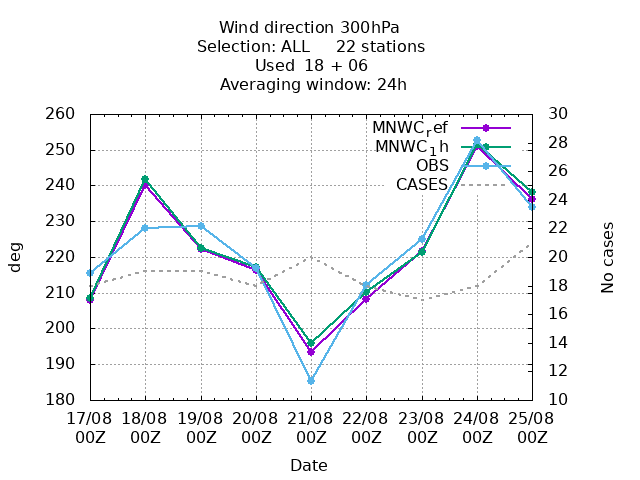 Wind direction 300hPa
Selection: ALL     22 stations
Used  18 + 06
Averaging window: 24h
260 30
250 28
240 26
230 24
220 22
210 20
200 18
190 16
180 14
12
10
MNWCref
MNWC1h
OBS
CASES
deg
No cases
17/08 18/08 19/08 20/08 21/08 22/08 23/08 24/08 25/08
00Z 00Z 00Z 00Z 00Z 00Z 00Z 00Z 00Z
Date